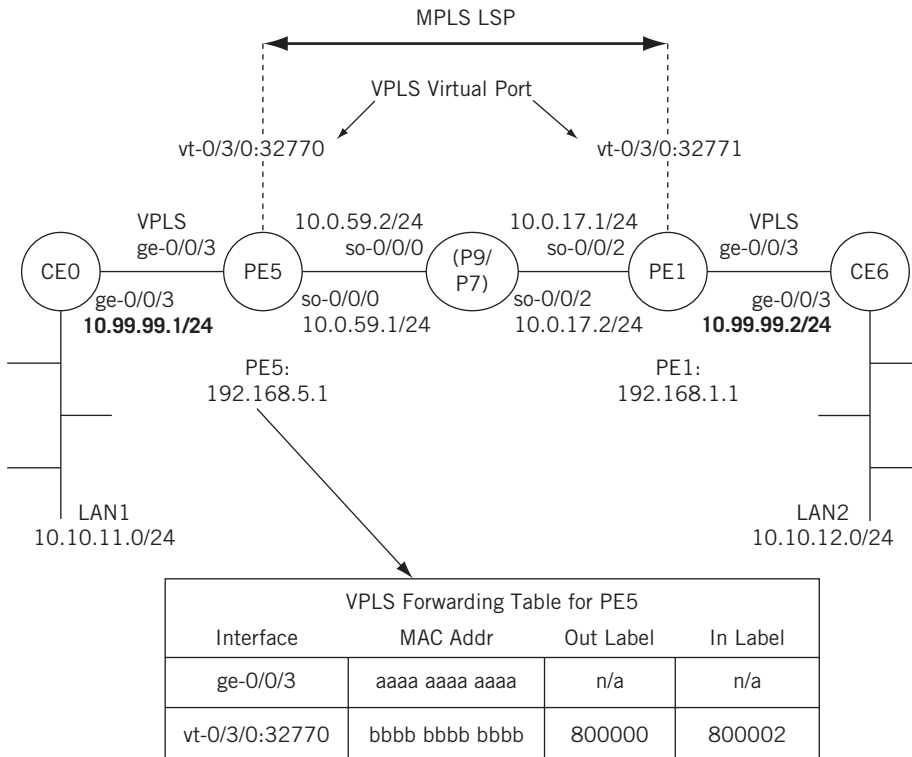 MPLS LSP
VPLS Virtual Port
vt-0/3/0:32770
vt-0/3/0:32771
VPLS
ge-0/0/3
10.0.59.2/24
so-0/0/0
10.0.17.1/24
so-0/0/2
VPLS
ge-0/0/3
CE0
PE5
(P9/
P7)
PE1
CE6
ge-0/0/3
10.99.99.1/24
so-0/0/0
10.0.59.1/24
so-0/0/2
10.0.17.2/24
ge-0/0/3
10.99.99.2/24
PE5:
192.168.5.1
PE1:
192.168.1.1
LAN1
10.10.11.0/24
LAN2
10.10.12.0/24
VPLS Forwarding Table for PE5
Interface MAC Addr Out Label In Label
ge-0/0/3 aaaa aaaa aaaa n/a n/a
vt-0/3/0:32770 bbbb bbbb bbbb 800000 800002